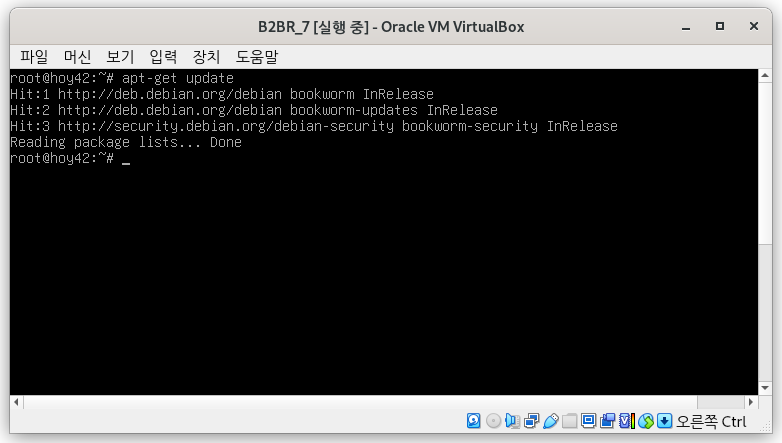 B2BR_7 [실행 중] - Oracle VM VirtualBox
파일 머신 보기 입력 장치 도움말
root@hoy42:~# apt-get update
Hit:1 http://deb.debian.org/debian bookworm InRelease
Hit:2 http://deb.debian.org/debian bookworm-updates InRelease
Hit:3 http://security.debian.org/debian-security bookworm-security InRelease
Reading package lists... Done
root@hoy42:~# _
오른쪽 Ctrl